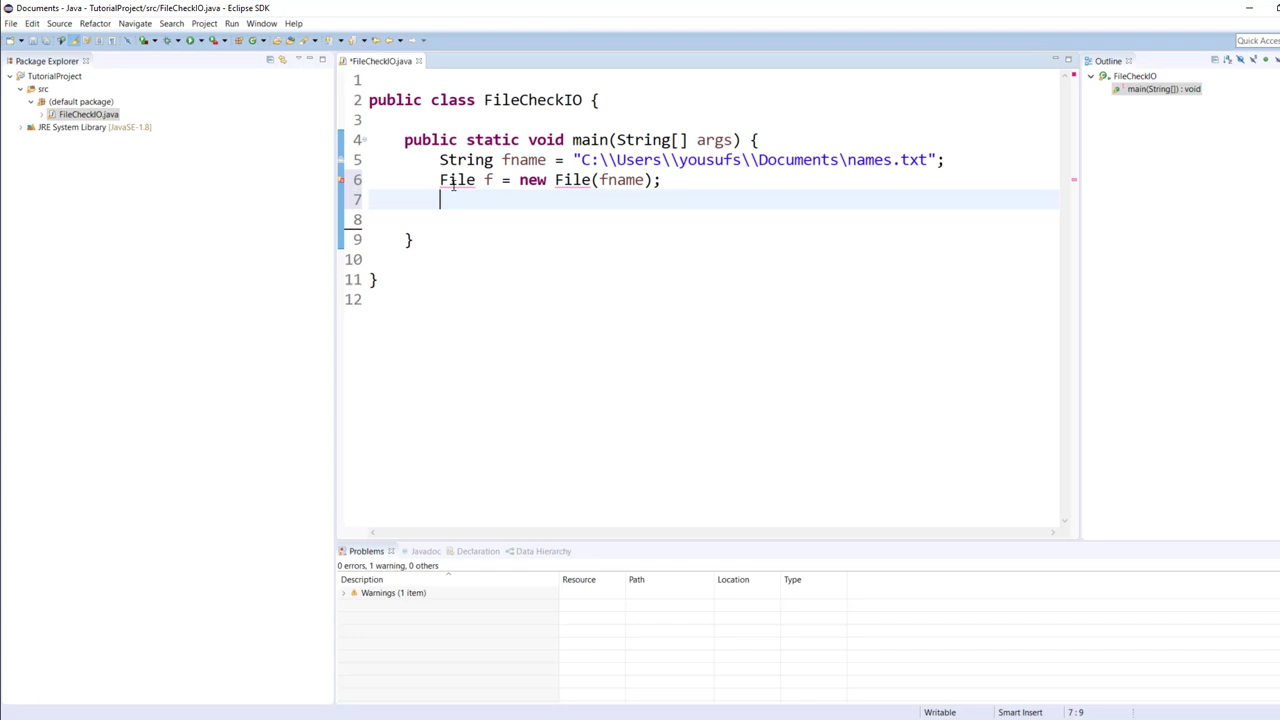 Documents - Java - TutorialProject/src/FileCheckIO.java - Eclipse SDK
File Edit Source Refactor Navigate Search Project Run Window Help
Quick Acces
Package Explorer
TutorialProject
src
(default package)
FileCheckIO.java
JRE System Library [JavaSE-1.8]
*FileCheckIO.java
1
2 public class FileCheckIO {
3
4 public static void main(String[] args) {
5 String fname = "C:\\Users\\yousufs\\Documents\names.txt";
6 File f = new File(fname);
7
8
9 }
10
11 }
12
Outline
FileCheckIO
main(String[]) : void
Problems Javadoc Declaration Data Hierarchy
0 errors, 1 warning, 0 others
Description Resource Path Location Type
Warnings (1 item)
Writable Smart Insert 7 : 9